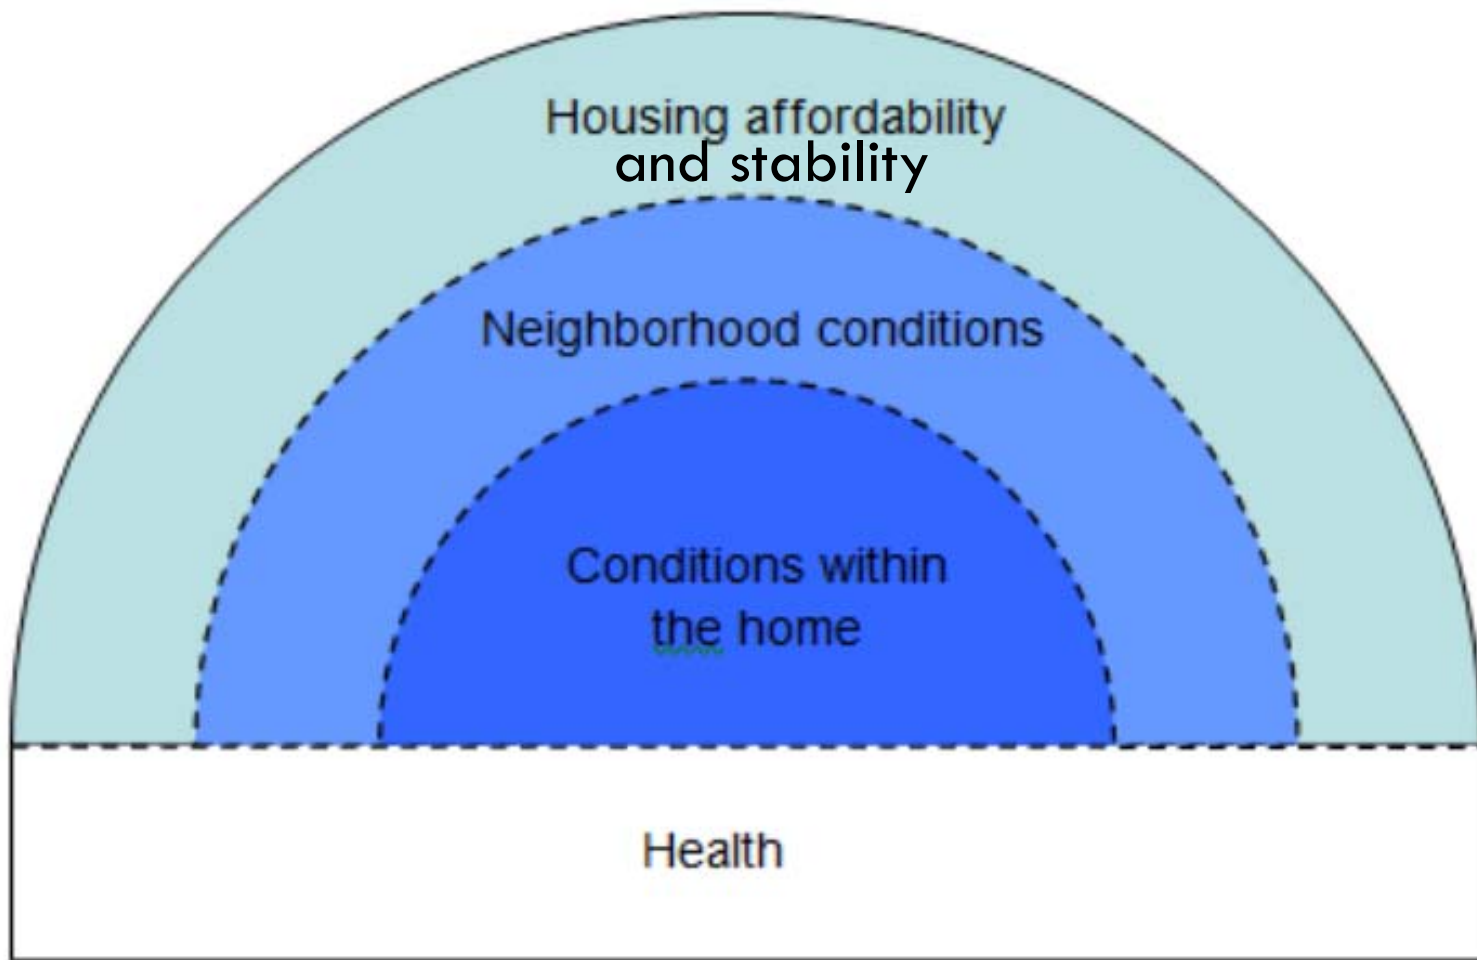 Housing affordability
and stability
Neighborhood conditions
Conditions within
the home
Health